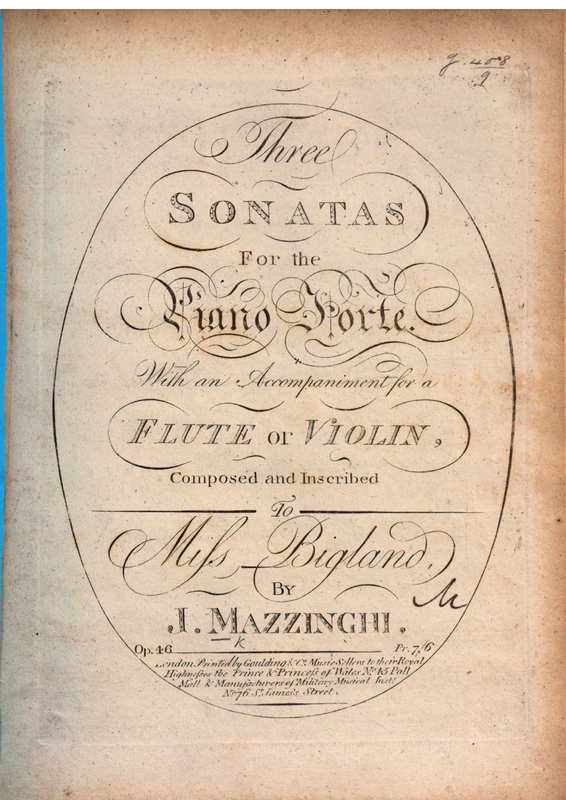 g. 408
9
Three
SONATAS
For the
Piano Forte.
With an Accompaniment for a
FLUTE or VIOLIN,
Composed and Inscribed
To
Miſs Bigland,
BY
J. MAZZINGHI.
K
Op. 46 Pr. 7/6
London Printed by Goulding & Co. Music Sellers to their Royal
Highneſses the Prince & Princeſs of Wales No. 45 Pall
Mall & Manufacturers of Military Musical Insts.
No. 76 St. James's Street.